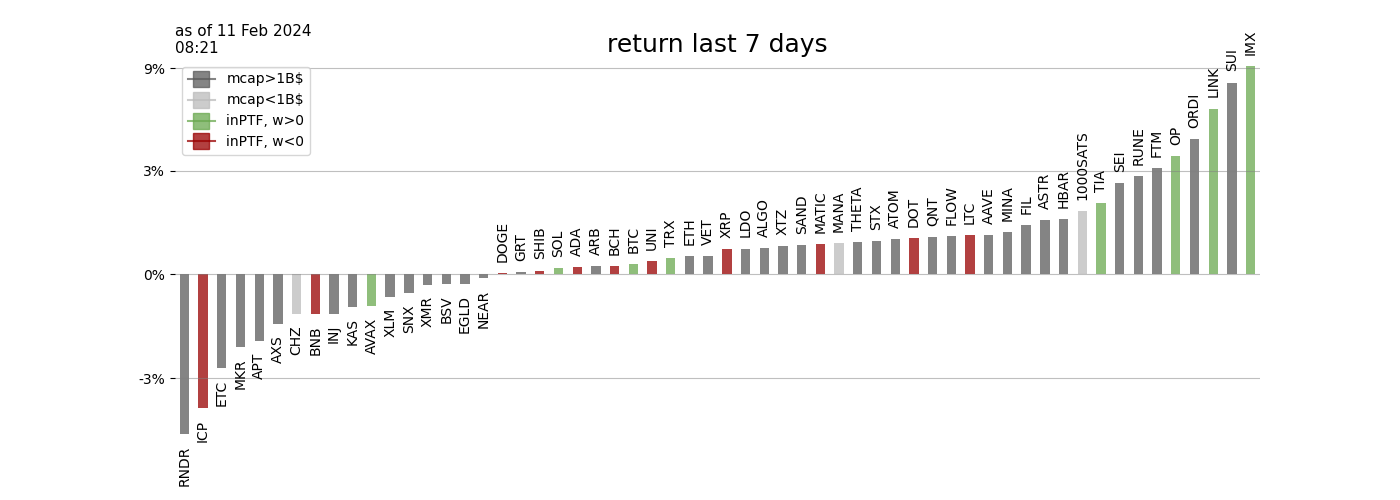 as of 11 Feb 2024
08:21
return last 7 days
9%
3%
0%
-3%
mcap>1B$
mcap<1B$
inPTF, w>0
inPTF, w<0
RNDR
ICP
ETC
MKR
APT
AXS
CHZ
BNB
INJ
KAS
AVAX
XLM
SNX
XMR
BSV
EGLD
NEAR
DOGE
GRT
SHIB
SOL
ADA
ARB
BCH
BTC
UNI
TRX
ETH
VET
XRP
LDO
ALGO
XTZ
SAND
MATIC
MANA
THETA
STX
ATOM
DOT
QNT
FLOW
LTC
AAVE
MINA
FIL
ASTR
HBAR
1000SATS
TIA
SEI
RUNE
FTM
OP
ORDI
LINK
SUI
IMX